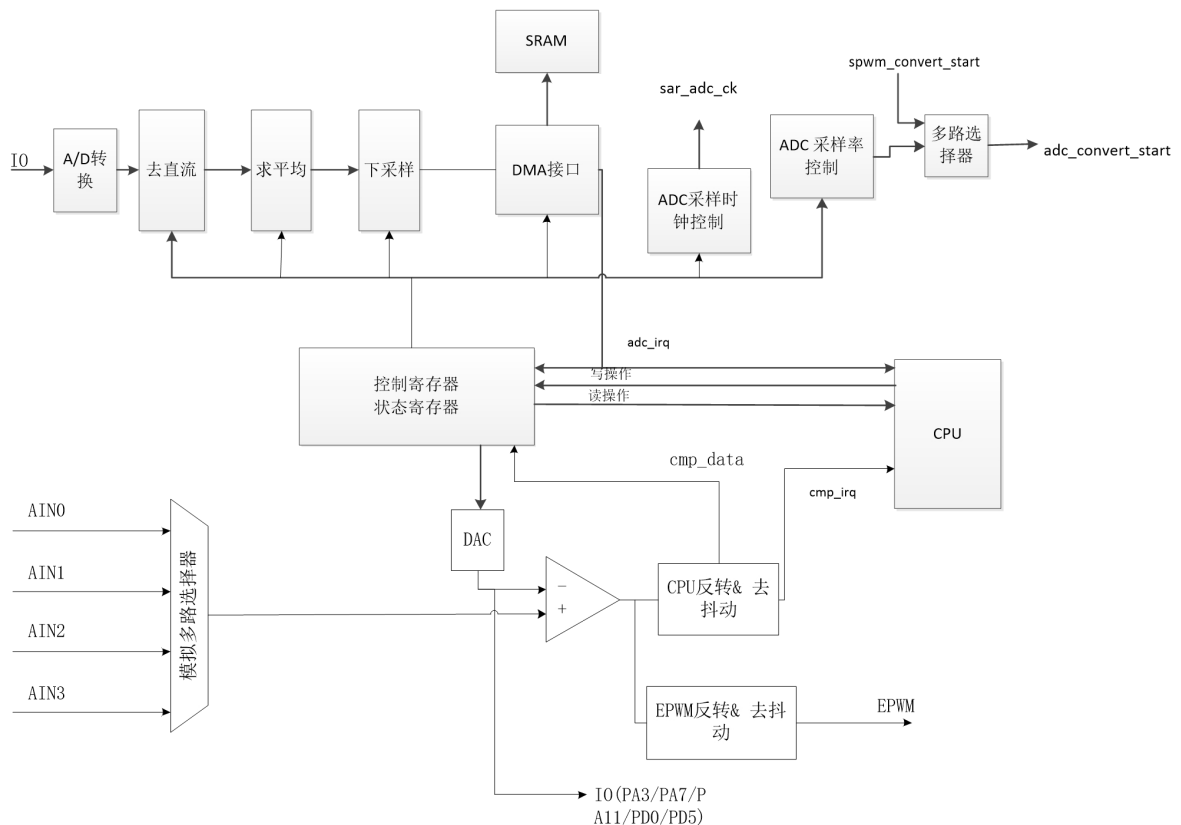 SRAM
spwm_convert_start
sar_adc_ck
IO
A/D转
换
去直流
求平均
下采样
DMA接口
ADC采样时
钟控制
ADC 采样率
控制
多路选
择器
adc_convert_start
adc_irq
控制寄存器
状态寄存器
写操作
读操作
CPU
cmp_data
cmp_irq
AIN0
AIN1
AIN2
AIN3
模拟多路选择器
DAC
−
+
CPU反转& 去
抖动
EPWM反转& 去抖
动
EPWM
IO(PA3/PA7/P
A11/PD0/PD5)